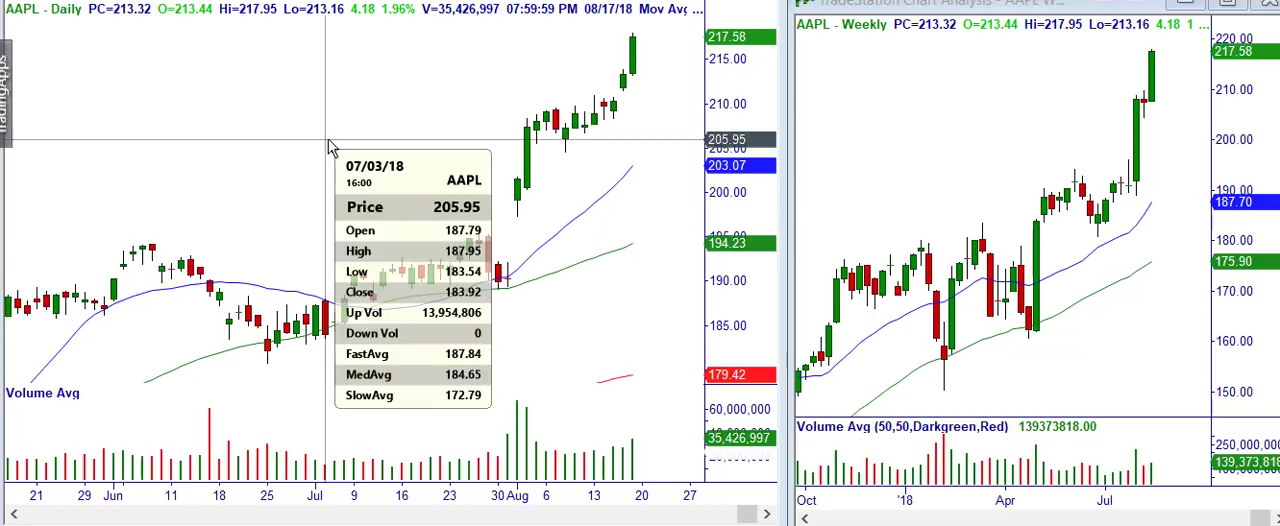 AAPL - Daily PC=213.32 O=213.44 Hi=217.95 Lo=213.16 4.18 1.96% V=35,426,997 07:59:59 PM 08/17/18 Mov Avg ...
217.58
215.00
210.00
205.95
203.07
200.00
194.23
190.00
185.00
179.42
TradingApps
07/03/18
16:00 AAPL
Price 205.95
Open 187.79
High 187.95
Low 183.54
Close 183.92
Up Vol 13,954,806
Down Vol 0
FastAvg 187.84
MedAvg 184.65
SlowAvg 172.79
Volume Avg
60,000,000
35,426,997
21 29 Jun 11 18 25 Jul 9 16 23 30 Aug 6 13 20 27
TradeStation Chart Analysis - AAPL W...
AAPL - Weekly PC=213.32 O=213.44 Hi=217.95 Lo=213.16 4.18 1 ...
220.00
217.58
210.00
200.00
190.00
187.70
180.00
175.90
170.00
160.00
150.00
Volume Avg (50,50,Darkgreen,Red) 139373818.00
250,000,000
139,373,818
Oct '18 Apr Jul